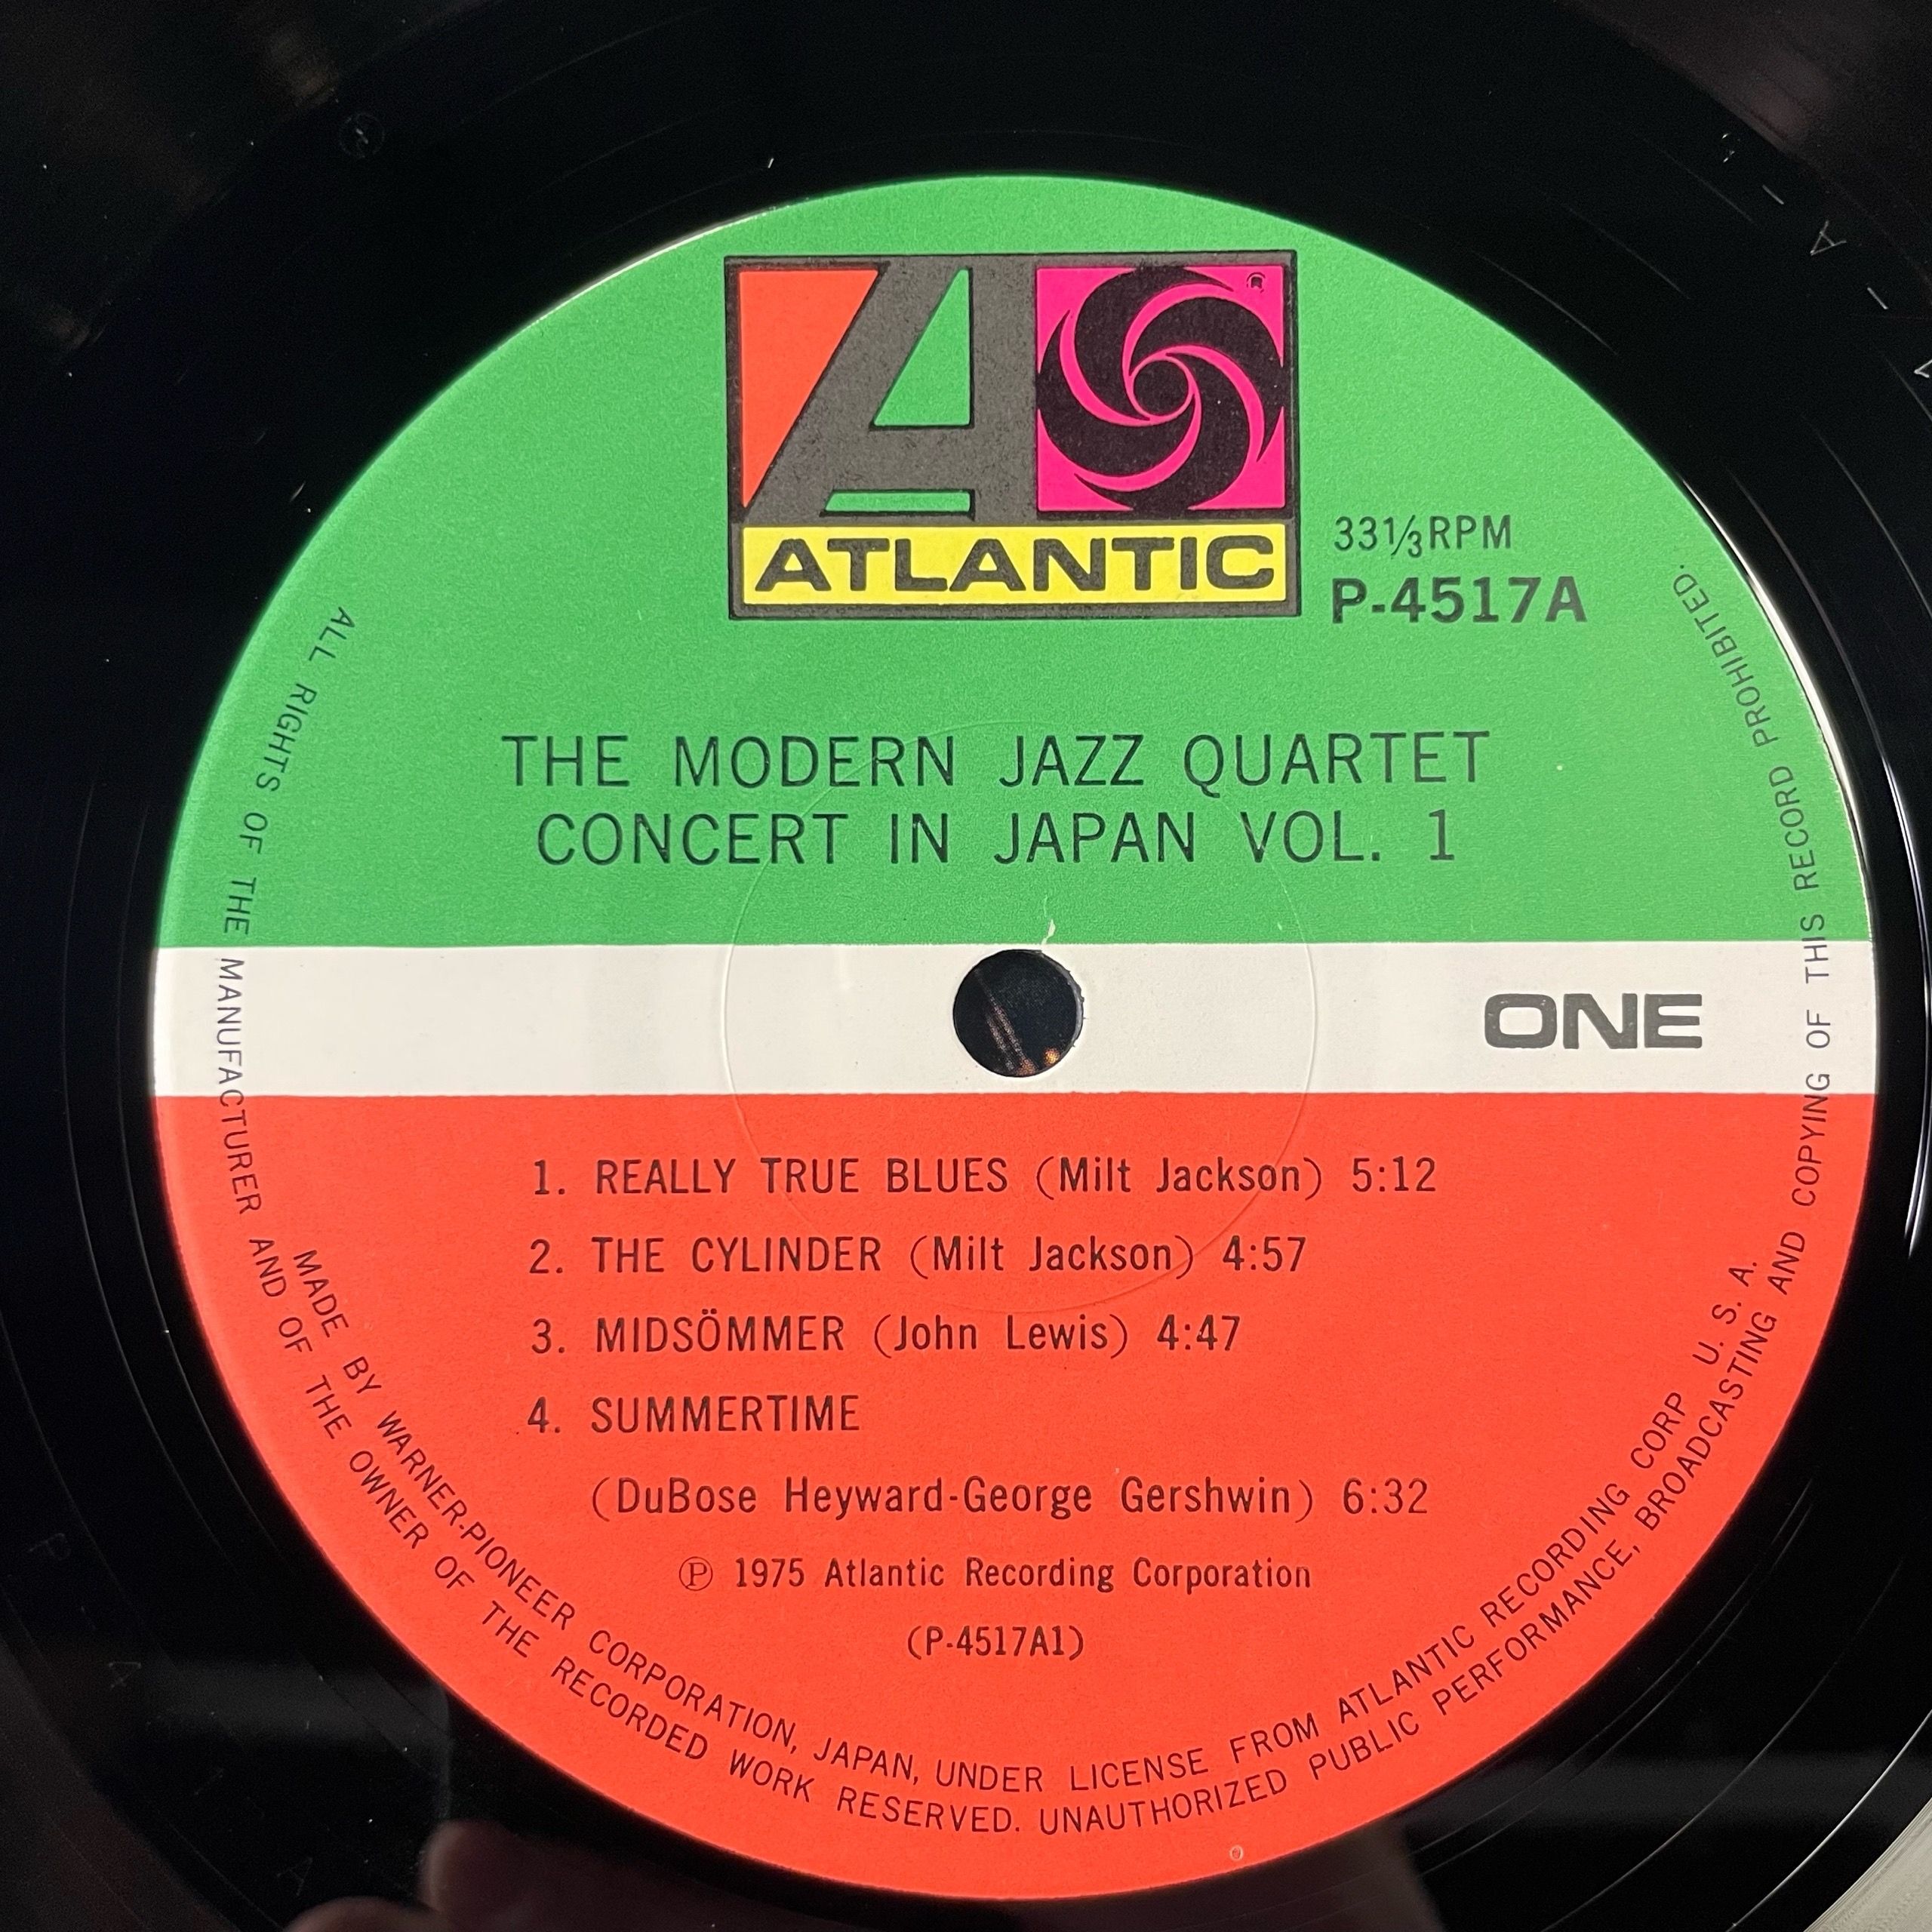 ATLANTIC
®
33 1/3 RPM
P-4517A
THE MODERN JAZZ QUARTET
CONCERT IN JAPAN VOL. 1
ONE
1. REALLY TRUE BLUES (Milt Jackson) 5:12
2. THE CYLINDER (Milt Jackson) 4:57
3. MIDSÖMMER (John Lewis) 4:47
4. SUMMERTIME
(DuBose Heyward-George Gershwin) 6:32
℗ 1975 Atlantic Recording Corporation
(P-4517A1)
MADE BY WARNER-PIONEER CORPORATION, JAPAN, UNDER LICENSE FROM ATLANTIC RECORDING CORP U. S. A.
ALL RIGHTS OF THE MANUFACTURER AND OF THE OWNER OF THE RECORDED WORK RESERVED. UNAUTHORIZED PUBLIC PERFORMANCE, BROADCASTING AND COPYING OF THIS RECORD PROHIBITED.